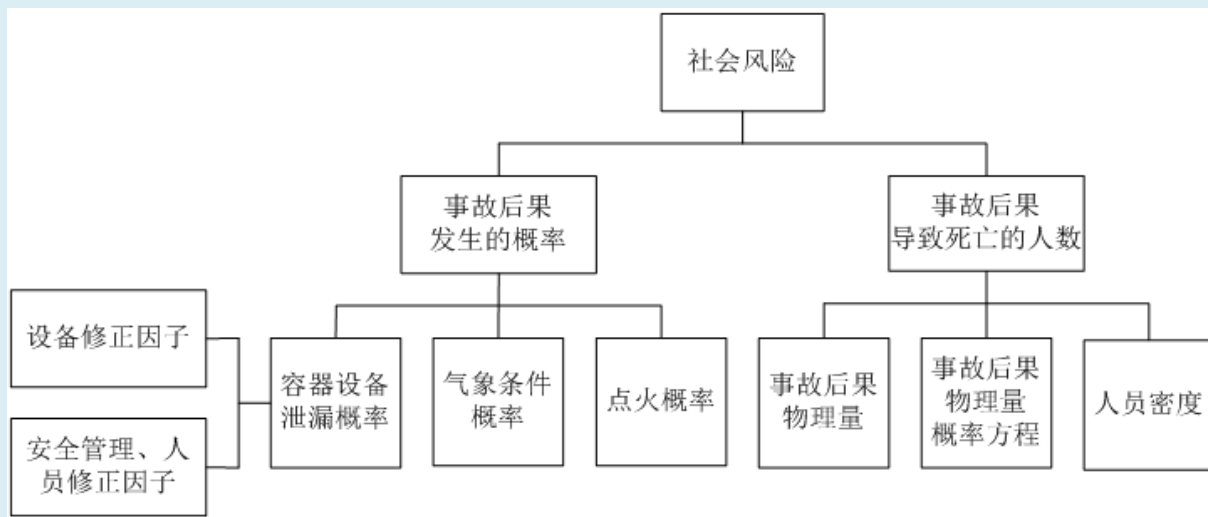 社会风险
事故后果
发生的概率
事故后果
导致死亡的人数
设备修正因子
安全管理、人
员修正因子
容器设备
泄漏概率
气象条件
概率
点火概率
事故后果
物理量
事故后果
物理量
概率方程
人员密度